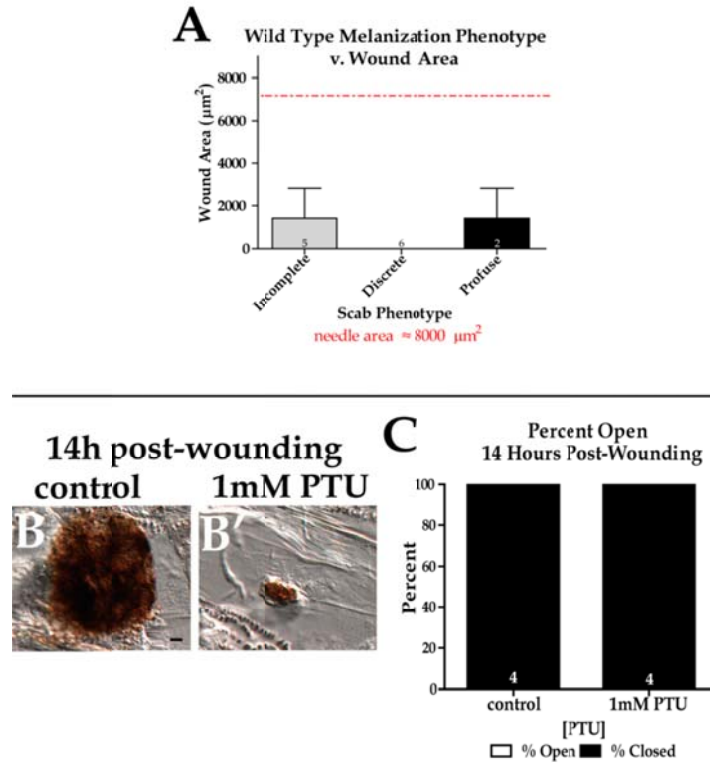 A
Wild Type Melanization Phenotype
v. Wound Area
Wound Area (µm²)
8000
6000
4000
2000
0
5
6
2
Incomplete
Discrete
Profuse
Scab Phenotype
needle area ≈ 8000 µm²
14h post-wounding
control
1mM PTU
B
B′
C
Percent Open
14 Hours Post-Wounding
Percent
100
80
60
40
20
0
4
4
control
1mM PTU
[PTU]
% Open % Closed